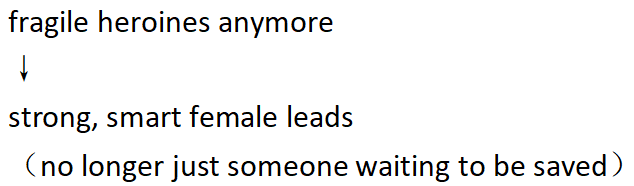 fragile heroines anymore
↓
strong, smart female leads
（no longer just someone waiting to be saved）